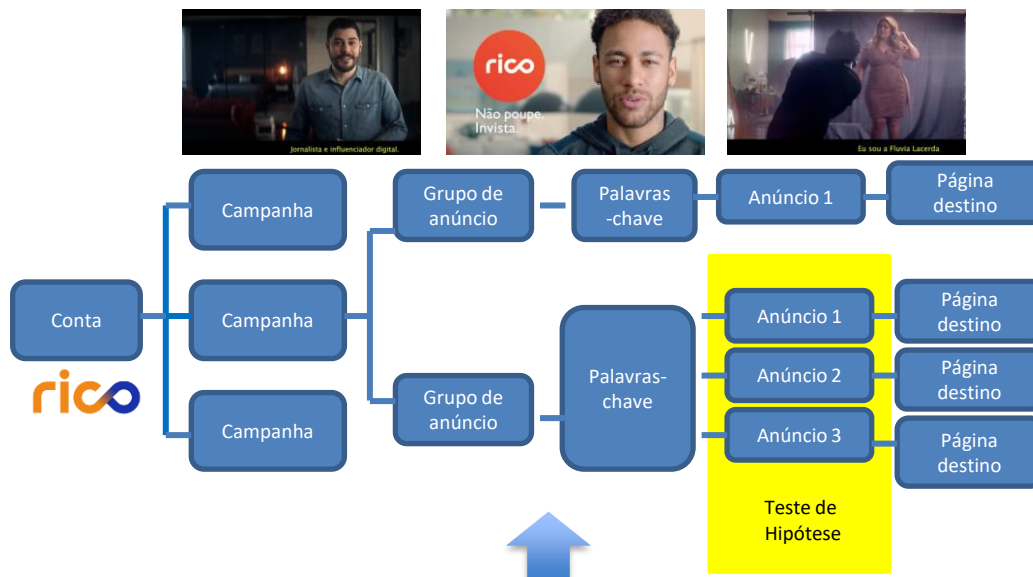 Jornalista e influenciador digital.
rico
Não poupe.
Invista.
Eu sou a Fluvia Lacerda
Campanha
Grupo de
anúncio
Palavras
-chave
Anúncio 1
Página
destino
Conta
rico
Campanha
Campanha
Grupo de
anúncio
Palavras-
chave
Anúncio 1
Anúncio 2
Anúncio 3
Página
destino
Página
destino
Página
destino
Teste de
Hipótese